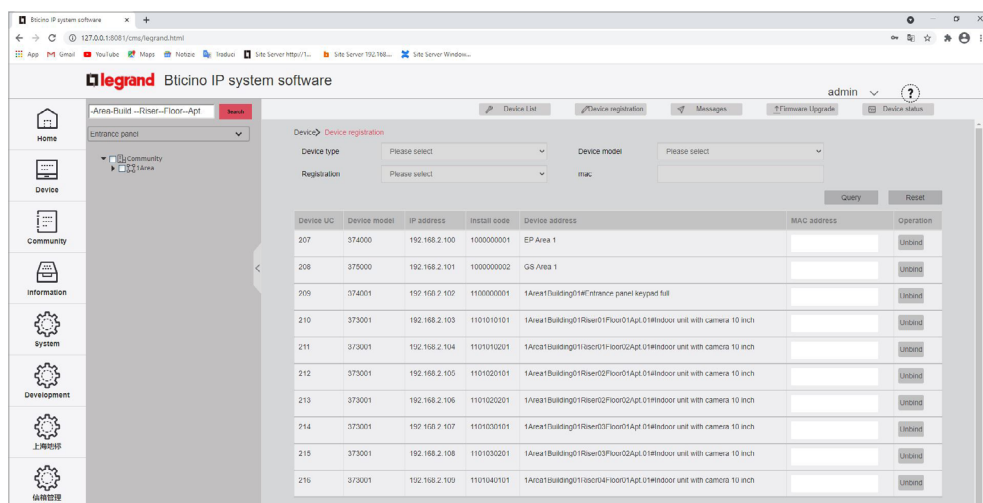 Bticino IP system software
127.0.0.1:8081/cms/legrand.html
App Gmail YouTube Maps Notizie Traduci Site Server http://1... Site Server 192.168.... Site Server Window...
legrand Bticino IP system software
admin
?
-Area-Build --Riser--Floor--Apt Search
Entrance panel
Community
1Area
Home
Device
Community
Information
System
Development
上海地标
信箱管理
Device List Device registration Messages Firmware Upgrade Device status
Device Device registration
Device type Please select Device model Please select
Registration Please select mac
Query Reset
Device UC Device model IP address Install code Device address MAC address Operation
207 374000 192.168.2.100 1000000001 EP Area 1 Unbind
208 375000 192.168.2.101 1000000002 GS Area 1 Unbind
209 374001 192.168.2.102 1100000001 1Area1Building01#Entrance panel keypad full Unbind
210 373001 192.168.2.103 1101010101 1Area1Building01Riser01Floor01Apt.01#Indoor unit with camera 10 inch Unbind
211 373001 192.168.2.104 1101010201 1Area1Building01Riser01Floor02Apt.01#Indoor unit with camera 10 inch Unbind
212 373001 192.168.2.105 1101020101 1Area1Building01Riser02Floor01Apt.01#Indoor unit with camera 10 inch Unbind
213 373001 192.168.2.106 1101020201 1Area1Building01Riser02Floor02Apt.01#Indoor unit with camera 10 inch Unbind
214 373001 192.168.2.107 1101030101 1Area1Building01Riser03Floor01Apt.01#Indoor unit with camera 10 inch Unbind
215 373001 192.168.2.108 1101030201 1Area1Building01Riser03Floor02Apt.01#Indoor unit with camera 10 inch Unbind
216 373001 192.168.2.109 1101040101 1Area1Building01Riser04Floor01Apt.01#Indoor unit with camera 10 inch Unbind